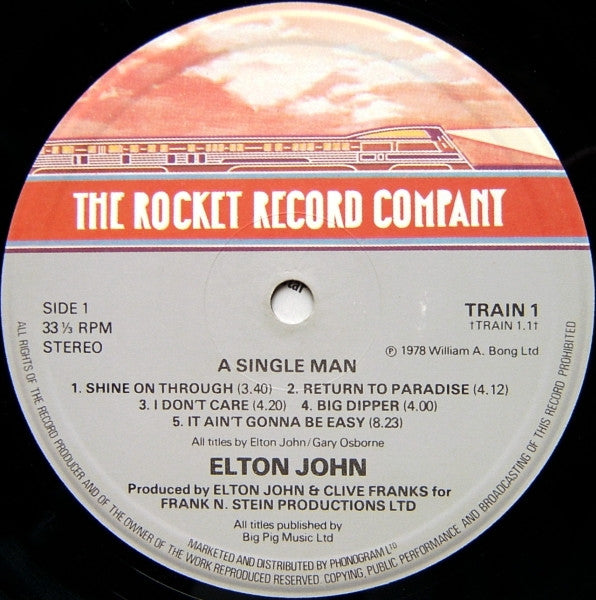 THE ROCKET RECORD COMPANY
SIDE 1
33⅓ RPM
STEREO
TRAIN 1
†TRAIN 1.1†
℗ 1978 William A. Bong Ltd
A SINGLE MAN
1. SHINE ON THROUGH (3.40) 2. RETURN TO PARADISE (4.12)
3. I DON'T CARE (4.20) 4. BIG DIPPER (4.00)
5. IT AIN'T GONNA BE EASY (8.23)
All titles by Elton John/Gary Osborne
ELTON JOHN
Produced by ELTON JOHN & CLIVE FRANKS for
FRANK N. STEIN PRODUCTIONS LTD
All titles published by
Big Pig Music Ltd
MARKETED AND DISTRIBUTED BY PHONOGRAM LTD
ALL RIGHTS OF THE RECORD PRODUCER AND OF THE OWNER OF THE WORK REPRODUCED RESERVED. COPYING, PUBLIC PERFORMANCE AND BROADCASTING OF THIS RECORD PROHIBITED